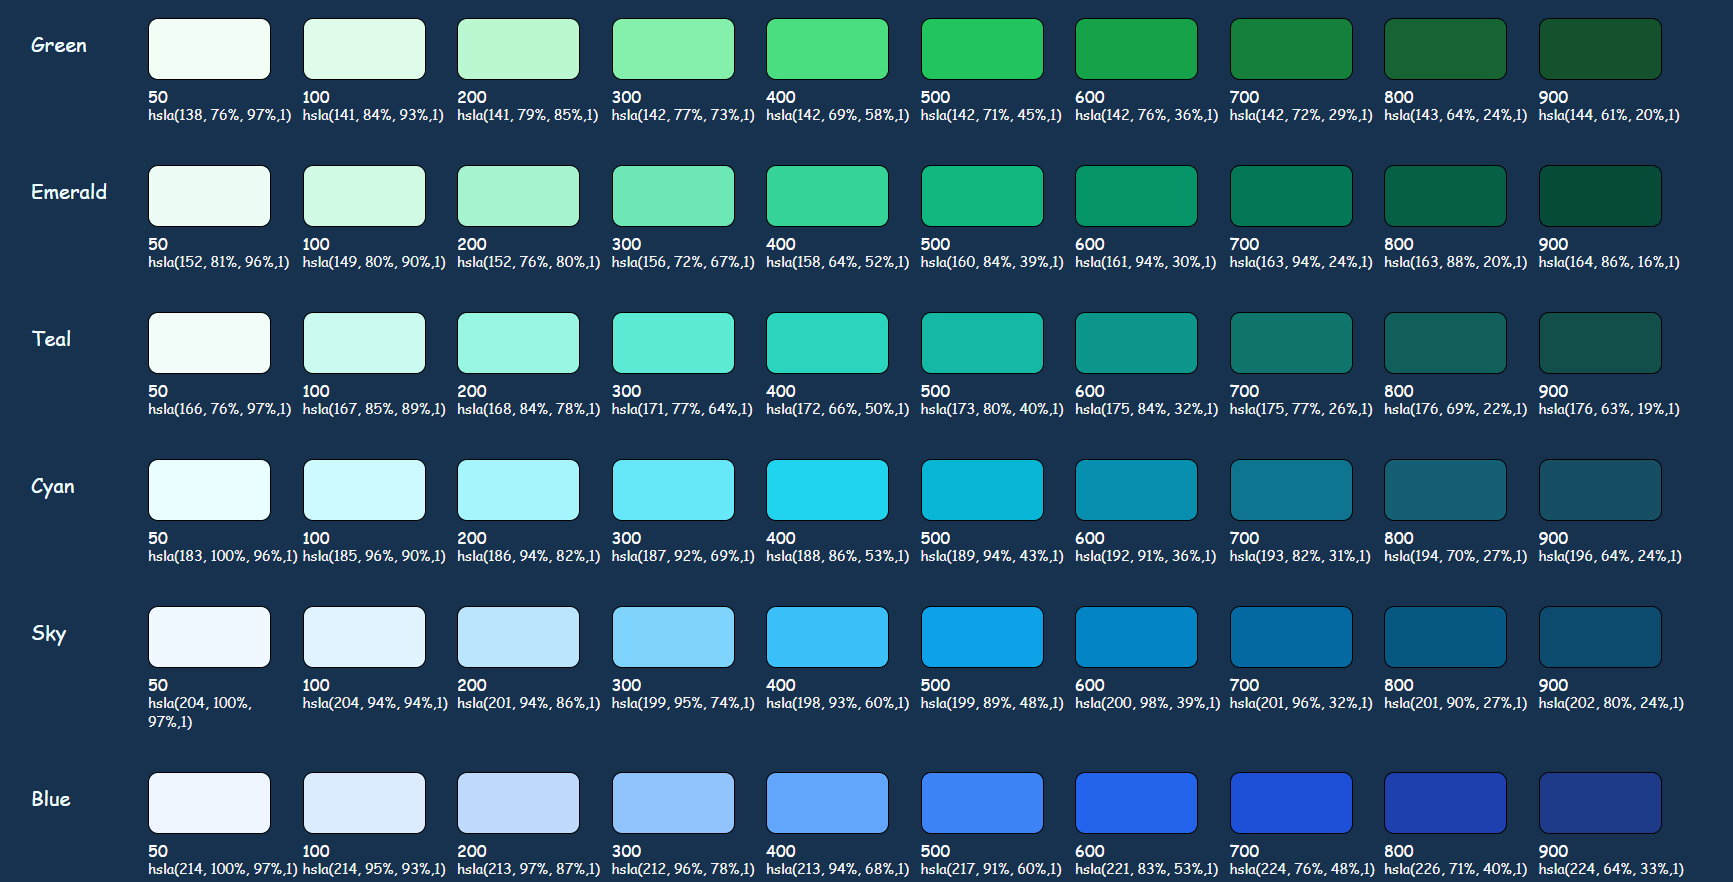 Green
50 100 200 300 400 500 600 700 800 900
hsla(138, 76%, 97%,1) hsla(141, 84%, 93%,1) hsla(141, 79%, 85%,1) hsla(142, 77%, 73%,1) hsla(142, 69%, 58%,1) hsla(142, 71%, 45%,1) hsla(142, 76%, 36%,1) hsla(142, 72%, 29%,1) hsla(143, 64%, 24%,1) hsla(144, 61%, 20%,1)
Emerald
50 100 200 300 400 500 600 700 800 900
hsla(152, 81%, 96%,1) hsla(149, 80%, 90%,1) hsla(152, 76%, 80%,1) hsla(156, 72%, 67%,1) hsla(158, 64%, 52%,1) hsla(160, 84%, 39%,1) hsla(161, 94%, 30%,1) hsla(163, 94%, 24%,1) hsla(163, 88%, 20%,1) hsla(164, 86%, 16%,1)
Teal
50 100 200 300 400 500 600 700 800 900
hsla(166, 76%, 97%,1) hsla(167, 85%, 89%,1) hsla(168, 84%, 78%,1) hsla(171, 77%, 64%,1) hsla(172, 66%, 50%,1) hsla(173, 80%, 40%,1) hsla(175, 84%, 32%,1) hsla(175, 77%, 26%,1) hsla(176, 69%, 22%,1) hsla(176, 63%, 19%,1)
Cyan
50 100 200 300 400 500 600 700 800 900
hsla(183, 100%, 96%,1) hsla(185, 96%, 90%,1) hsla(186, 94%, 82%,1) hsla(187, 92%, 69%,1) hsla(188, 86%, 53%,1) hsla(189, 94%, 43%,1) hsla(192, 91%, 36%,1) hsla(193, 82%, 31%,1) hsla(194, 70%, 27%,1) hsla(196, 64%, 24%,1)
Sky
50 100 200 300 400 500 600 700 800 900
hsla(204, 100%, hsla(204, 94%, 94%,1) hsla(201, 94%, 86%,1) hsla(199, 95%, 74%,1) hsla(198, 93%, 60%,1) hsla(199, 89%, 48%,1) hsla(200, 98%, 39%,1) hsla(201, 96%, 32%,1) hsla(201, 90%, 27%,1) hsla(202, 80%, 24%,1)
97%,1)
Blue
50 100 200 300 400 500 600 700 800 900
hsla(214, 100%, 97%,1) hsla(214, 95%, 93%,1) hsla(213, 97%, 87%,1) hsla(212, 96%, 78%,1) hsla(213, 94%, 68%,1) hsla(217, 91%, 60%,1) hsla(221, 83%, 53%,1) hsla(224, 76%, 48%,1) hsla(226, 71%, 40%,1) hsla(224, 64%, 33%,1)